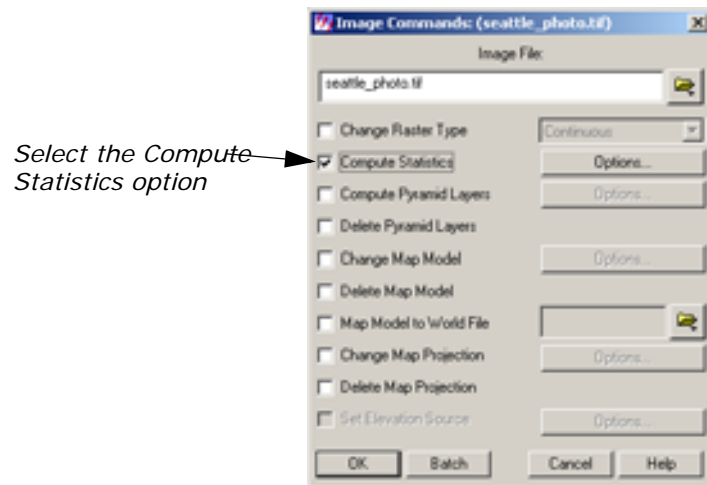 Image Commands: (seattle_photo.tif)
Image File:
seattle_photo.tif
Change Raster Type Continuous
Select the Compute
Statistics option
Compute Statistics Options...
Compute Pyramid Layers Options...
Delete Pyramid Layers
Change Map Model Options...
Delete Map Model
Map Model to World File
Change Map Projection Options...
Delete Map Projection
Set Elevation Source Options...
OK Batch Cancel Help